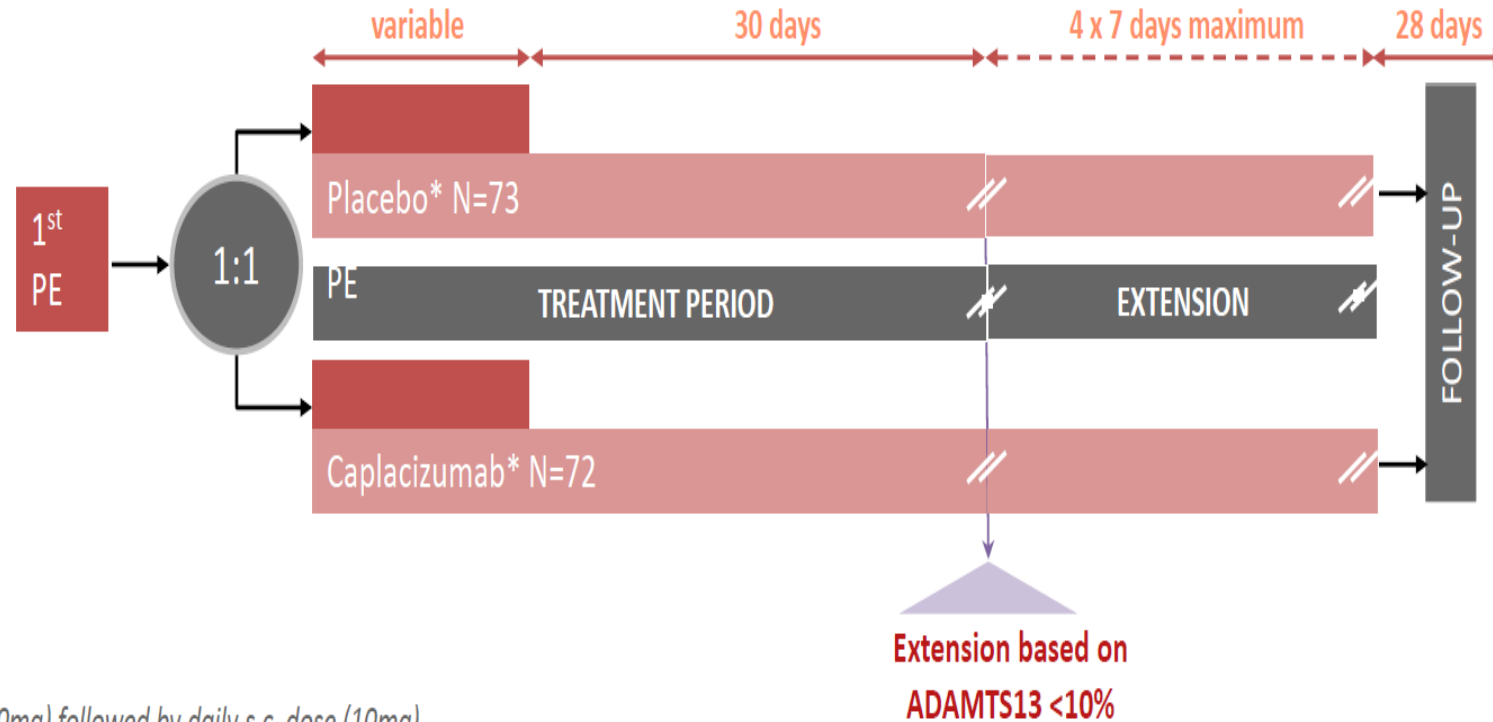 variable
30 days
4 x 7 days maximum
28 days
1st
PE
1:1
Placebo* N=73
PE
TREATMENT PERIOD
EXTENSION
FOLLOW-UP
Caplacizumab* N=72
Extension based on
ADAMTS13 <10%
followed by daily s.c. dose (10mg)